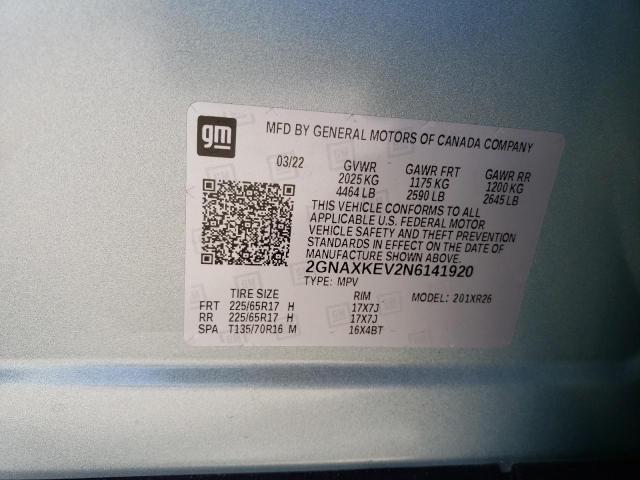 gm
MFD BY GENERAL MOTORS OF CANADA COMPANY
03/22 GVWR GAWR FRT GAWR RR
2025 KG 1175 KG 1200 KG
4464 LB 2590 LB 2645 LB
THIS VEHICLE CONFORMS TO ALL
APPLICABLE U.S. FEDERAL MOTOR
VEHICLE SAFETY AND THEFT PREVENTION
STANDARDS IN EFFECT ON THE DATE OF
MANUFACTURE SHOWN ABOVE.
2GNAXKEV2N6141920
TYPE: MPV
TIRE SIZE RIM MODEL: 201XR26
FRT 225/65R17 H 17X7J
RR 225/65R17 H 17X7J
SPA T135/70R16 M 16X4BT